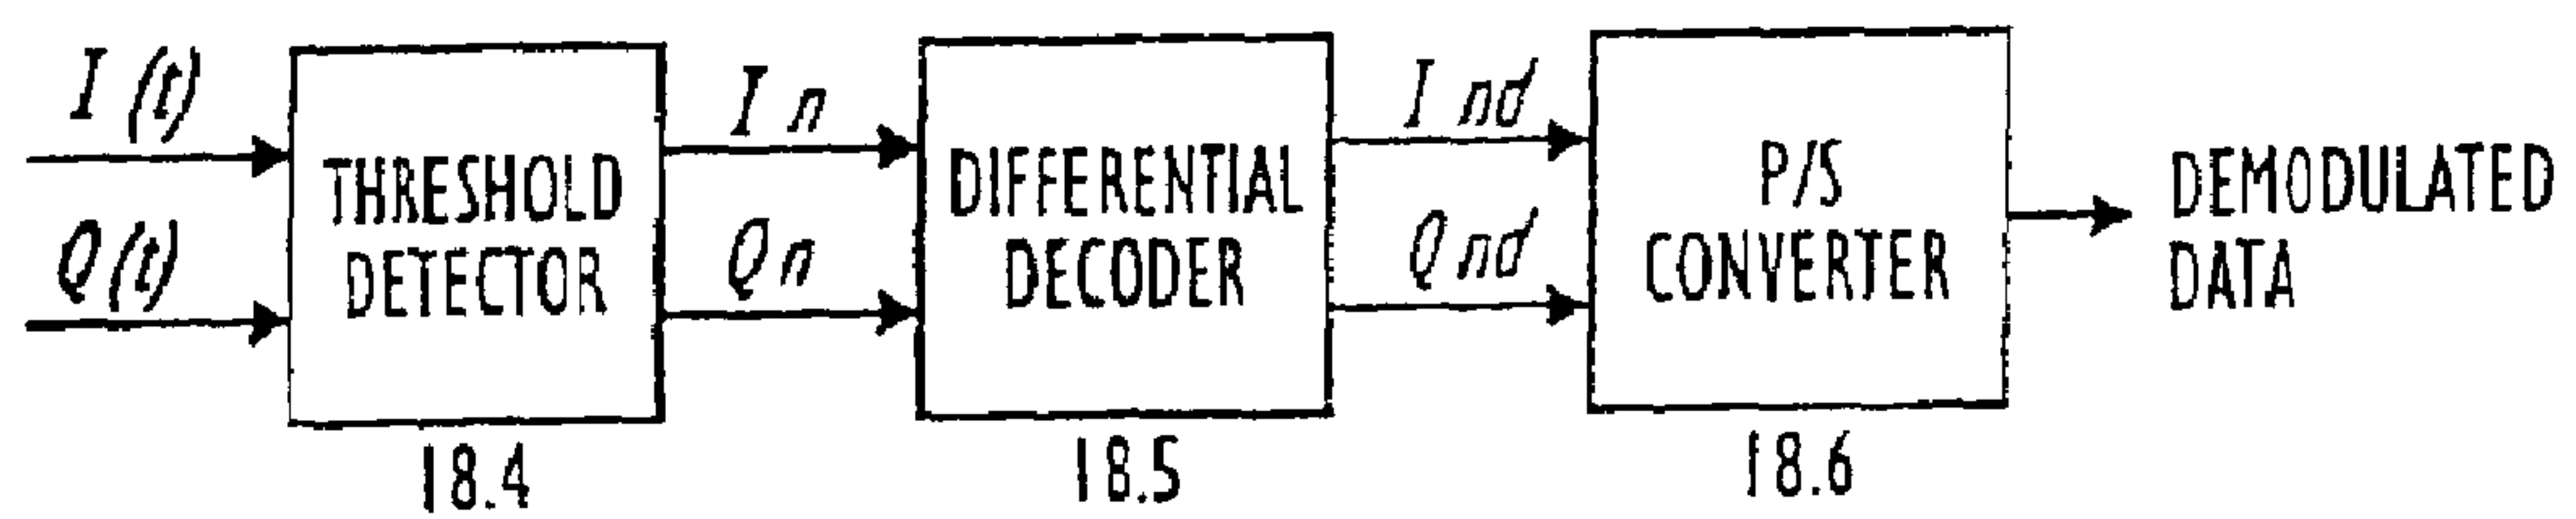 I (t)
Q(t)
THRESHOLD
DETECTOR
18.4
I n
Q n
DIFFERENTIAL
DECODER
18.5
I nd
Q nd
P/S
CONVERTER
18.6
DEMODULATED
DATA